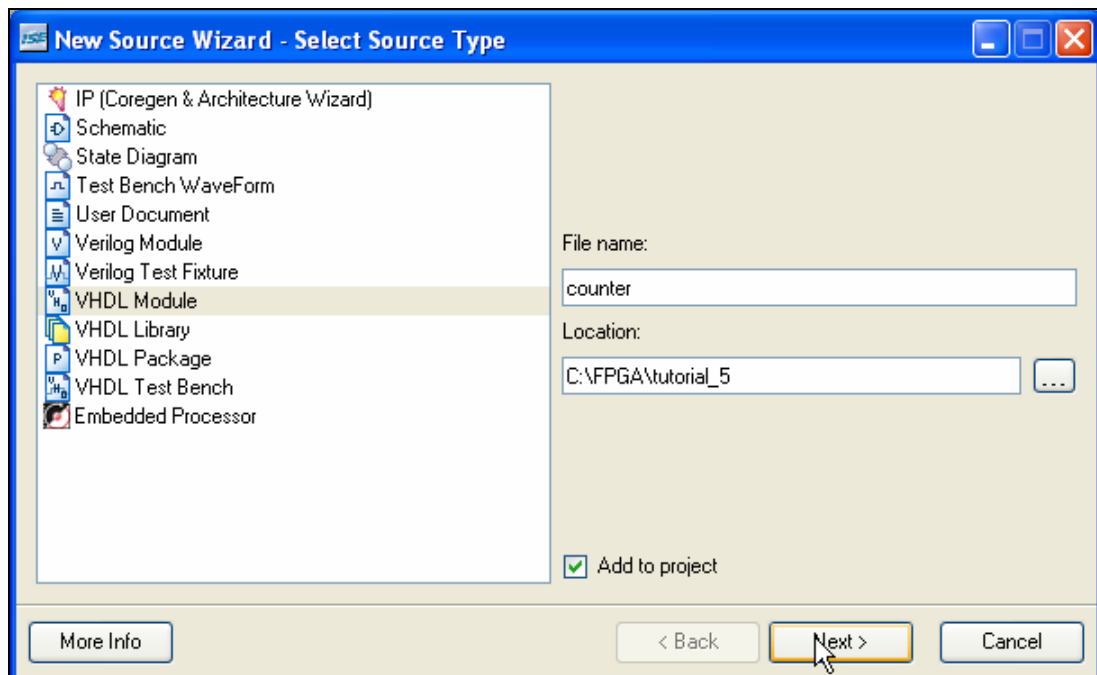 ISE New Source Wizard - Select Source Type
IP (Coregen & Architecture Wizard)
Schematic
State Diagram
Test Bench WaveForm
User Document
Verilog Module
Verilog Test Fixture
VHDL Module
VHDL Library
VHDL Package
VHDL Test Bench
Embedded Processor
File name:
counter
Location:
C:\FPGA\tutorial_5
...
Add to project
More Info
< Back
Next >
Cancel